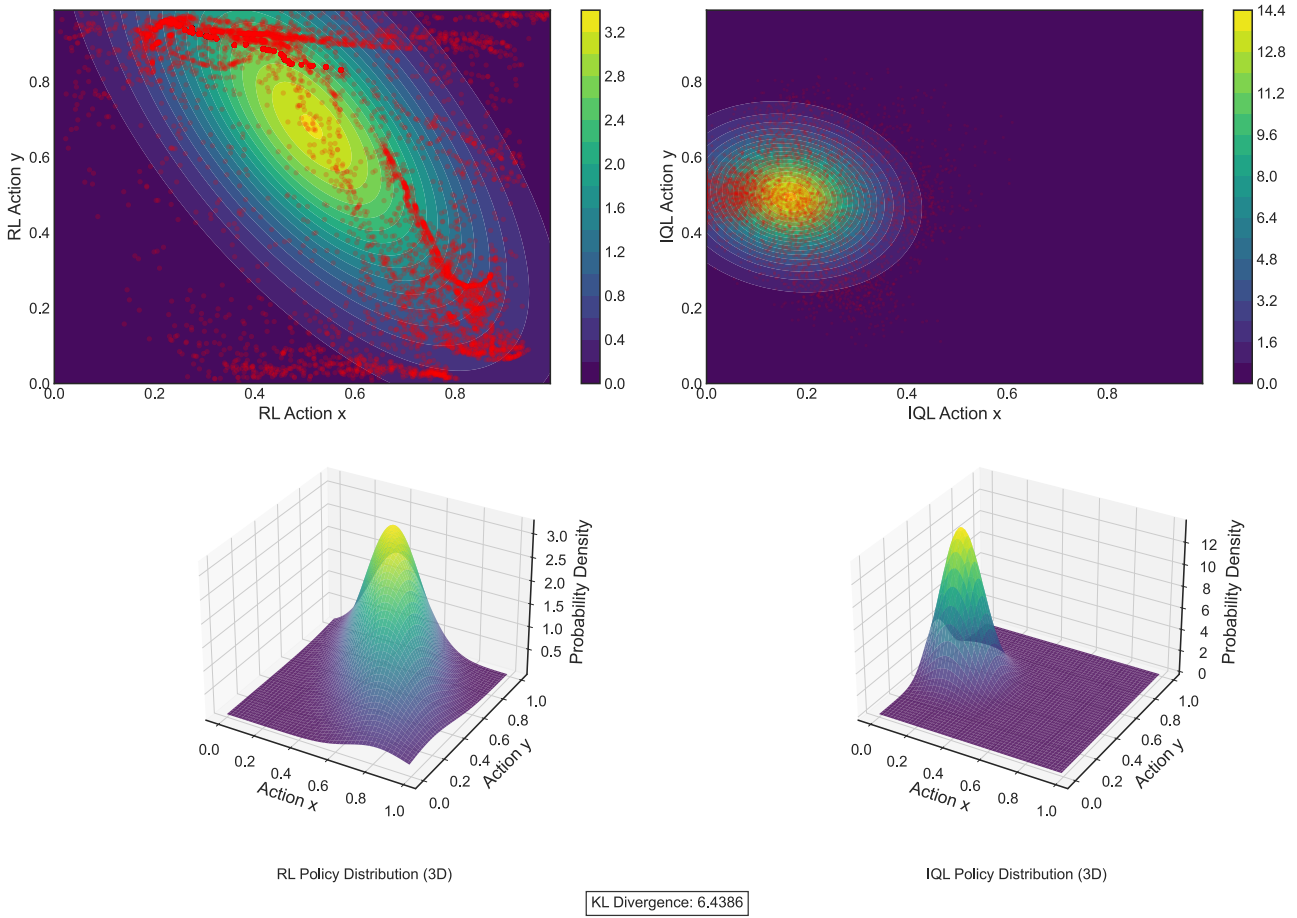 RL Action y
0.8
0.6
0.4
0.2
0.0
0.0 0.2 0.4 0.6 0.8
RL Action x
3.2
2.8
2.4
2.0
1.6
1.2
0.8
0.4
0.0
IQL Action y
0.8
0.6
0.4
0.2
0.0
0.0 0.2 0.4 0.6 0.8
IQL Action x
14.4
12.8
11.2
9.6
8.0
6.4
4.8
3.2
1.6
0.0
3.0
2.5
2.0
1.5
1.0
0.5
Probability Density
0.0 0.2 0.4 0.6 0.8 1.0
Action x
0.0 0.2 0.4 0.6 0.8 1.0
Action y
12
10
8
6
4
2
0
Probability Density
0.0 0.2 0.4 0.6 0.8 1.0
Action x
0.0 0.2 0.4 0.6 0.8 1.0
Action y
RL Policy Distribution (3D)
IQL Policy Distribution (3D)
KL Divergence: 6.4386